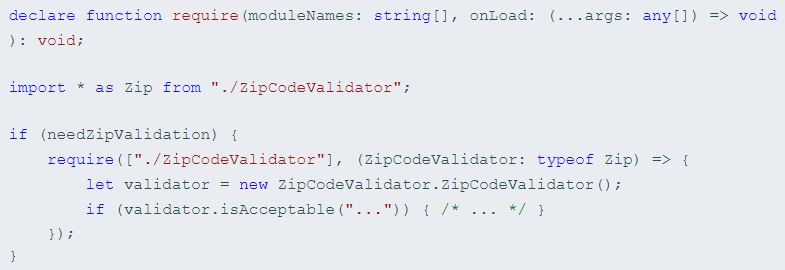 declare function require(moduleNames: string[], onLoad: (...args: any[]) => void
): void;
import * as Zip from "./ZipCodeValidator";
if (needZipValidation) {
    require(["./ZipCodeValidator"], (ZipCodeValidator: typeof Zip) => {
        let validator = new ZipCodeValidator.ZipCodeValidator();
        if (validator.isAcceptable("...")) { /* ... */ }
    });
}